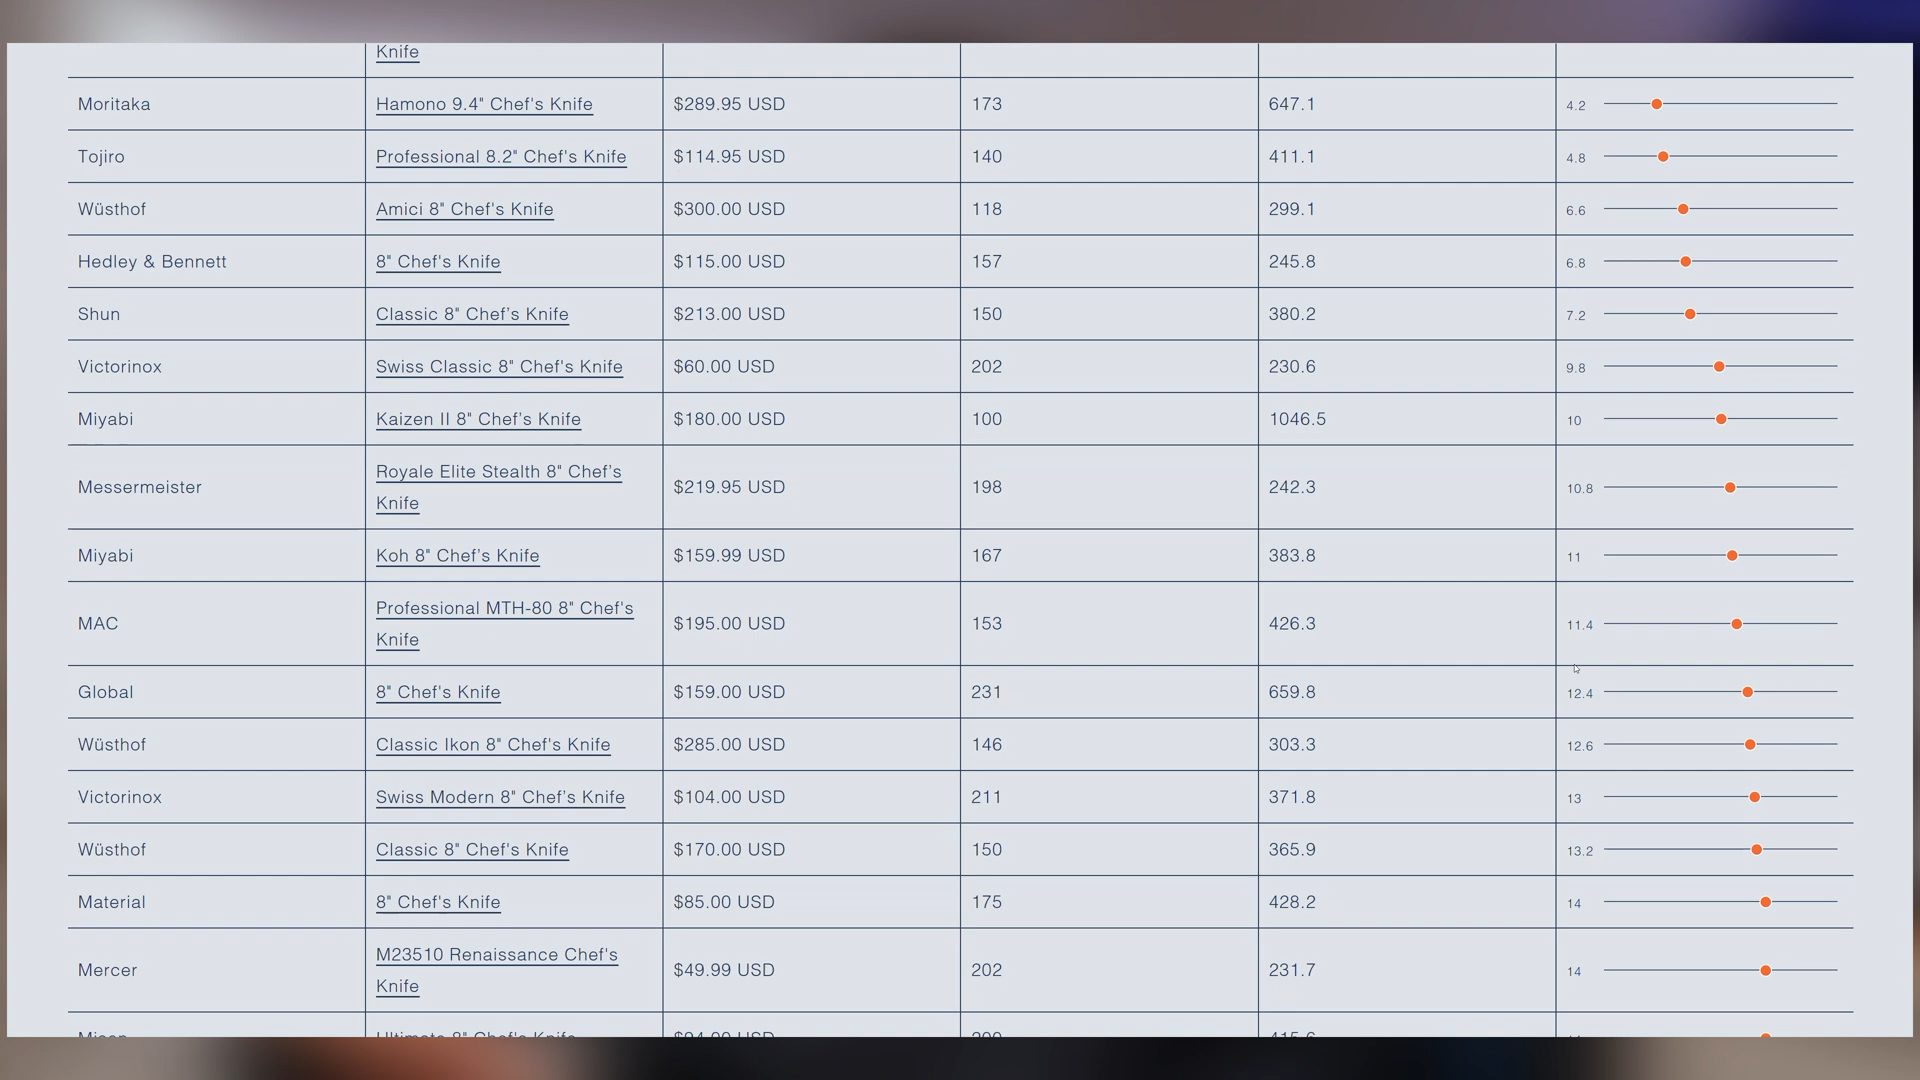 Knife
Moritaka Hamono 9.4" Chef's Knife $289.95 USD 173 647.1 4.2
Tojiro Professional 8.2" Chef's Knife $114.95 USD 140 411.1 4.8
Wüsthof Amici 8" Chef's Knife $300.00 USD 118 299.1 6.6
Hedley & Bennett 8" Chef's Knife $115.00 USD 157 245.8 6.8
Shun Classic 8" Chef’s Knife $213.00 USD 150 380.2 7.2
Victorinox Swiss Classic 8" Chef's Knife $60.00 USD 202 230.6 9.8
Miyabi Kaizen II 8" Chef’s Knife $180.00 USD 100 1046.5 10
Royale Elite Stealth 8" Chef’s
Messermeister $219.95 USD 198 242.3 10.8
Knife
Miyabi Koh 8" Chef’s Knife $159.99 USD 167 383.8 11
Professional MTH-80 8" Chef's
MAC $195.00 USD 153 426.3 11.4
Knife
Global 8" Chef's Knife $159.00 USD 231 659.8 12.4
Wüsthof Classic Ikon 8" Chef's Knife $285.00 USD 146 303.3 12.6
Victorinox Swiss Modern 8" Chef’s Knife $104.00 USD 211 371.8 13
Wüsthof Classic 8" Chef's Knife $170.00 USD 150 365.9 13.2
Material 8" Chef's Knife $85.00 USD 175 428.2 14
M23510 Renaissance Chef's
Mercer $49.99 USD 202 231.7 14
Knife
Ultimate 8" Chef's Knife